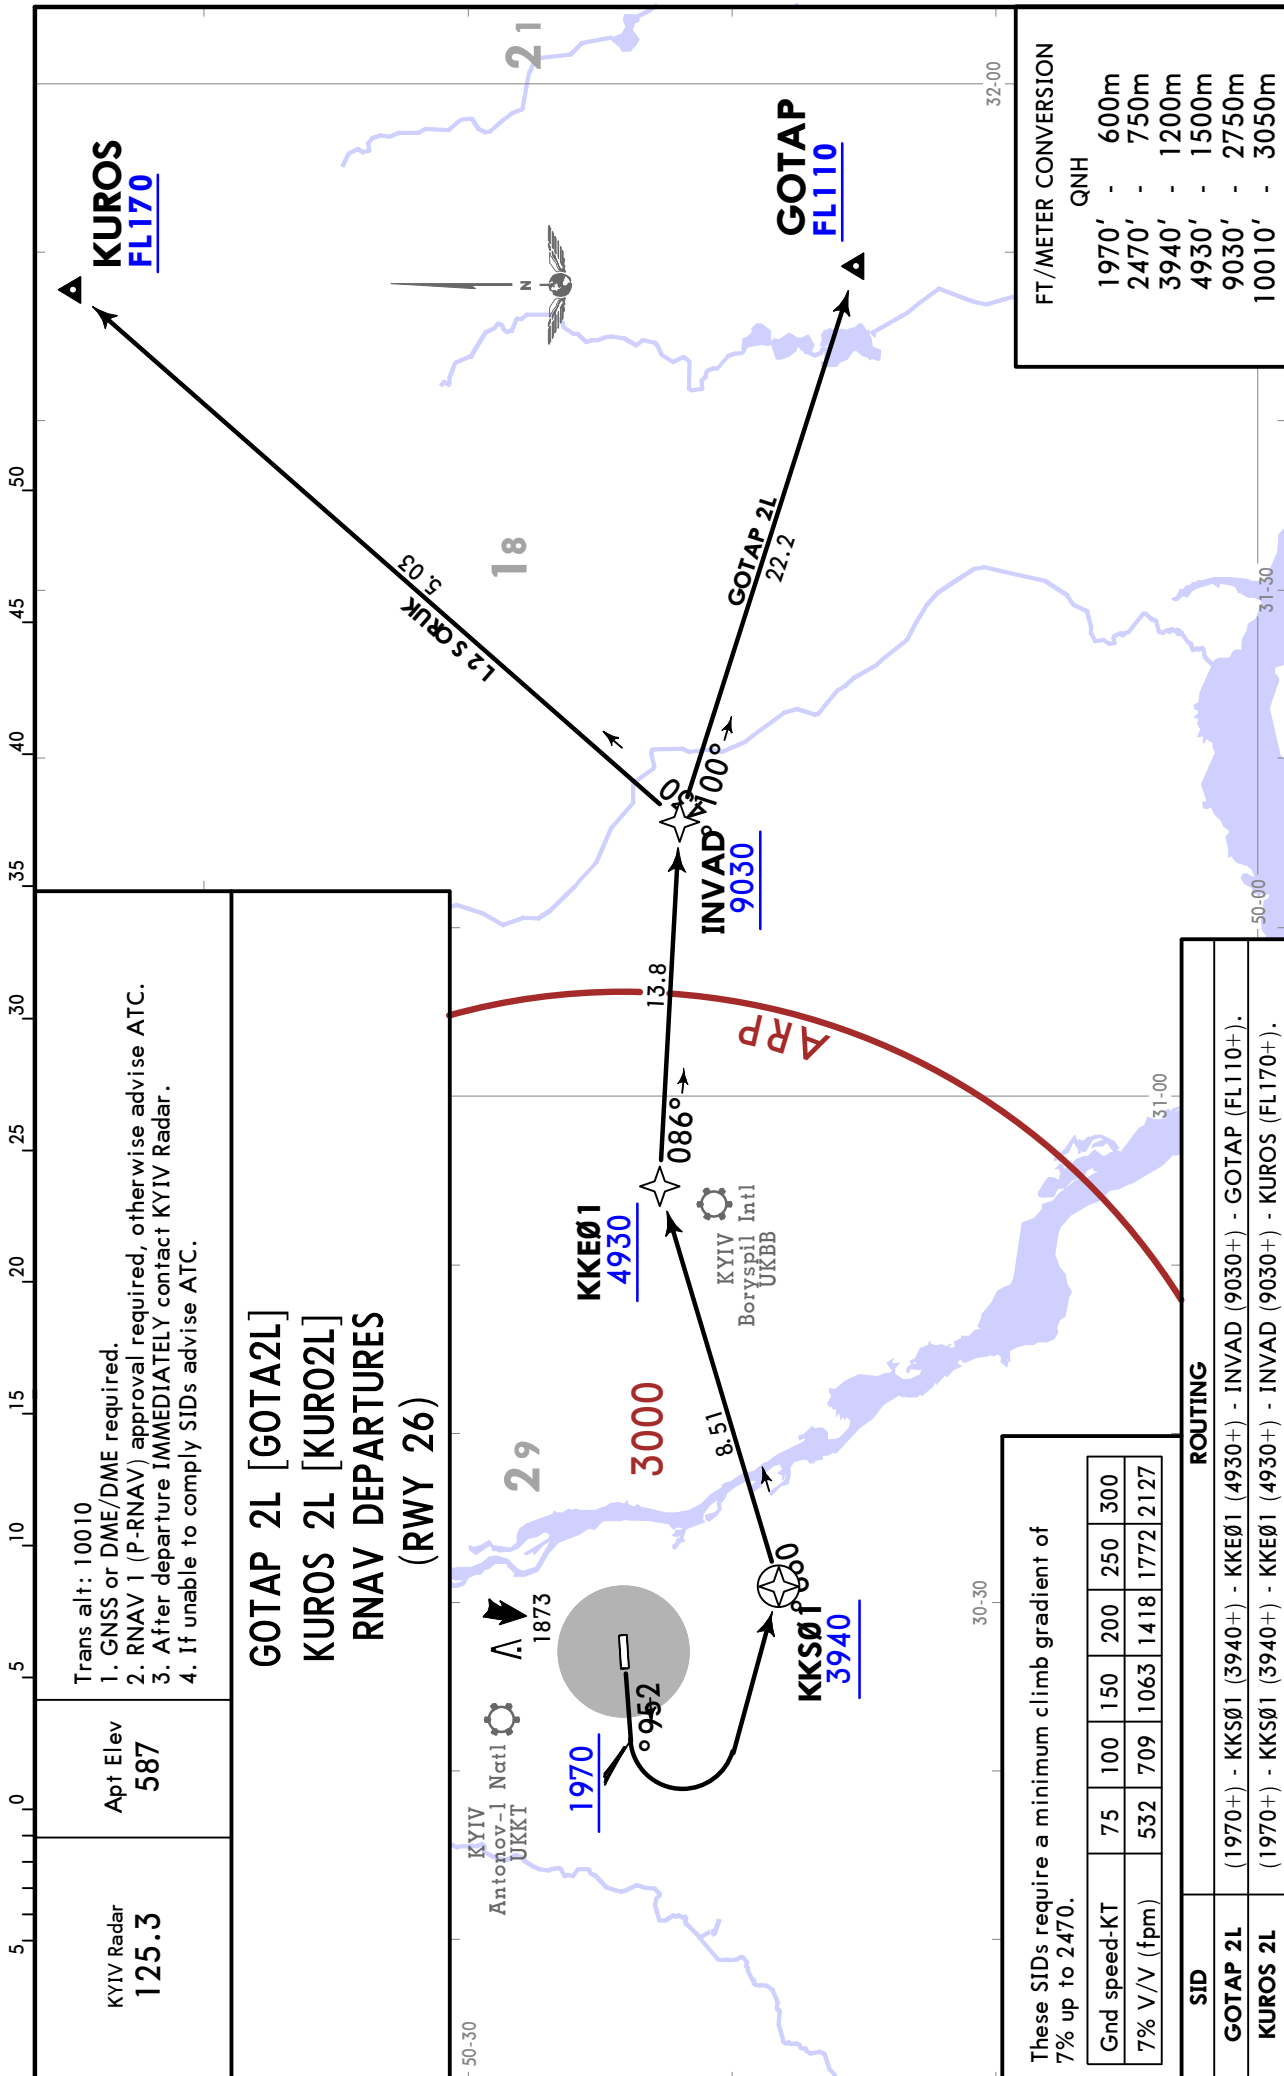 5 0 5 10 15 20 25 30 35 40 45 50
KYIV Radar
125.3
Apt Elev
587
Trans alt: 10010
1. GNSS or DME/DME required.
2. RNAV 1 (P-RNAV) approval required, otherwise advise ATC.
3. After departure IMMEDIATELY contact KYIV Radar.
4. If unable to comply SIDs advise ATC.
GOTAP 2L [GOTA2L]
KUROS 2L [KURO2L]
RNAV DEPARTURES
(RWY 26)
KUROS
FL170
21
18
KUROS 2L
N
GOTAP
FL110
GOTAP 2L
22.2
100°
INVAD
9030
13.8
086°
ARP
KKEØ1
4930
KYIV
Boryspil Intl
UKBB
3000
29
8.51
KKSØ1
3940
1873
KYIV
Antonov-1 Natl
UKKT
1970
50-30
30-30
31-00
31-30
32-00
50-00
FT/METER CONVERSION
QNH
1970' - 600m
2470' - 750m
3940' - 1200m
4930' - 1500m
9030' - 2750m
10010' - 3050m
These SIDs require a minimum climb gradient of
7% up to 2470.
Gnd speed-KT 75 100 150 200 250 300
7% V/V (fpm) 532 709 1063 1418 1772 2127
SID ROUTING
GOTAP 2L (1970+) - KKSØ1 (3940+) - KKEØ1 (4930+) - INVAD (9030+) - GOTAP (FL110+).
KUROS 2L (1970+) - KKSØ1 (3940+) - KKEØ1 (4930+) - INVAD (9030+) - KUROS (FL170+).